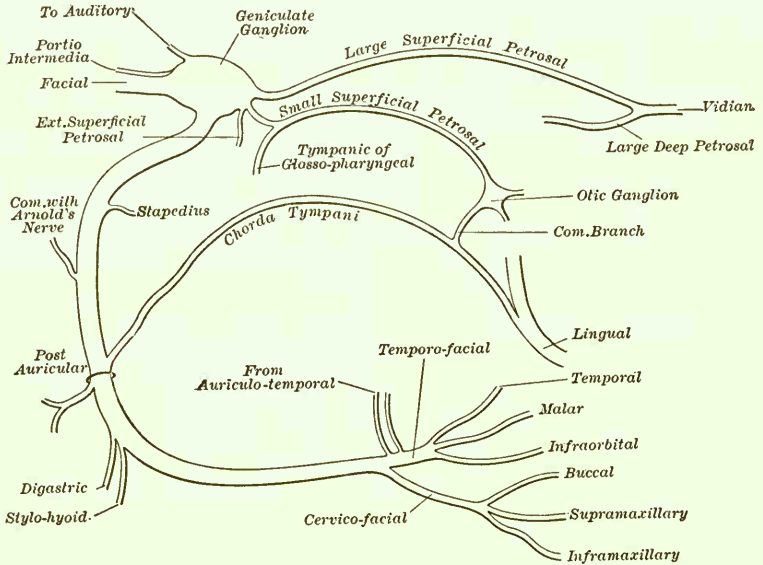 To Auditory
Geniculate
Ganglion
Portio
Intermedia
Facial
Large Superficial Petrosal
Small Superficial Petrosal
Vidian.
Ext. Superficial
Petrosal
Large Deep Petrosal
Tympanic of
Glosso-pharyngeal
Otic Ganglion
Com. with
Arnold's
Nerve
Stapedius
Chorda Tympani
Com. Branch
Lingual
Temporo-facial
Post
Auricular
From
Auriculo-temporal
Temporal
Malar
Infraorbital
Buccal
Digastric
Stylo-hyoid.
Cervico-facial
Supramaxillary
Inframaxillary